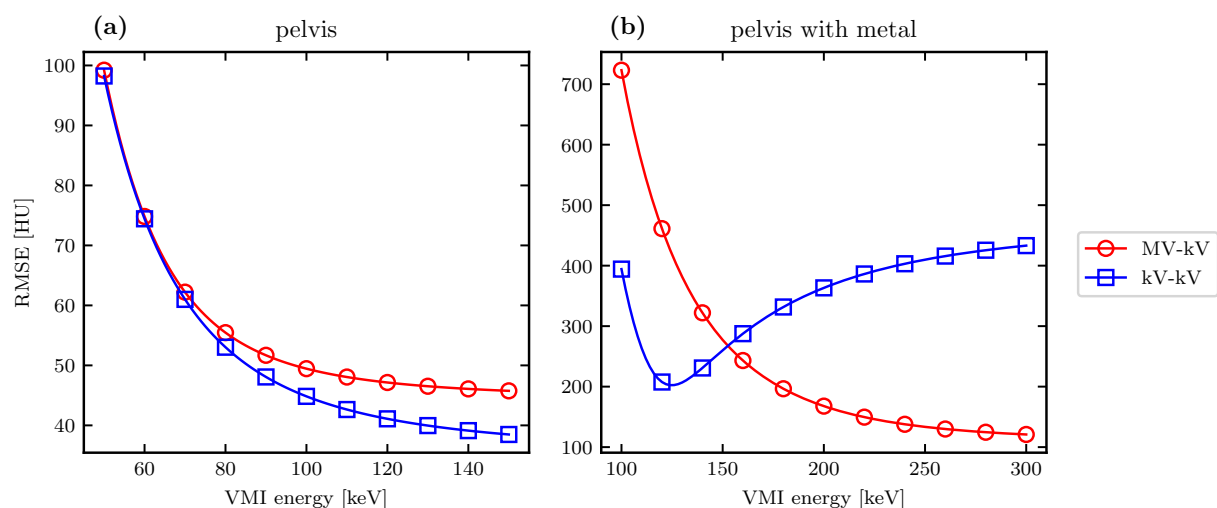 (a) pelvis
100
90
80
70
60
50
40
RMSE [HU]
60 80 100 120 140
VMI energy [keV]
(b) pelvis with metal
700
600
500
400
300
200
100
100 150 200 250 300
VMI energy [keV]
MV-kV
kV-kV